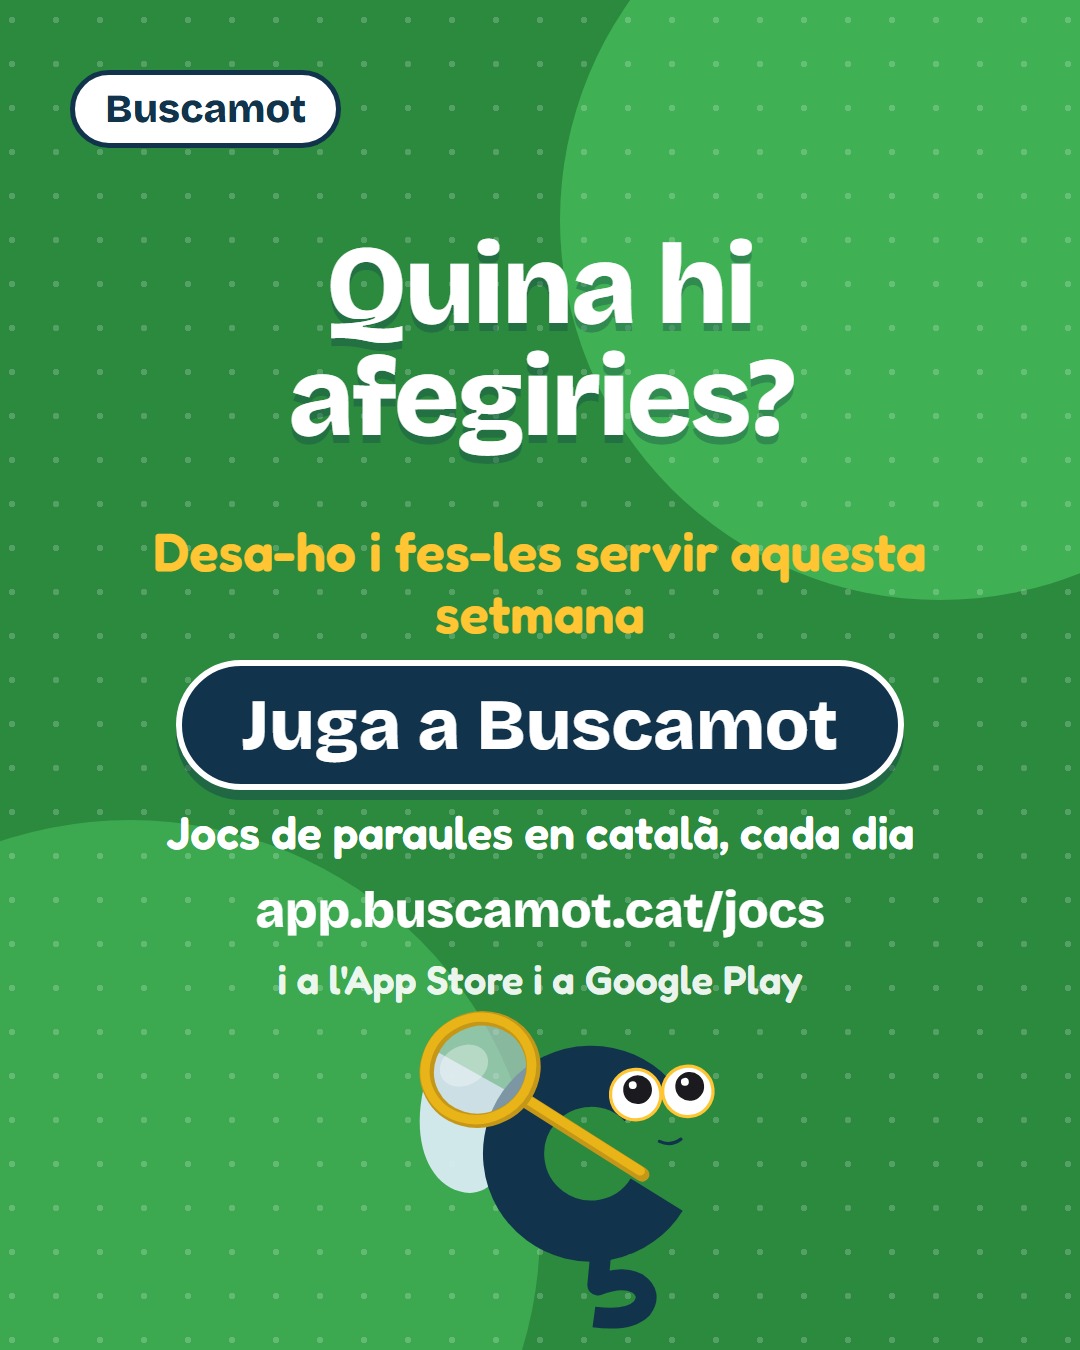 Buscamot
Quina hi
afegiries?
Desa-ho i fes-les servir aquesta
setmana
Juga a Buscamot
Jocs de paraules en català, cada dia
app.buscamot.cat/jocs
i a l'App Store i a Google Play